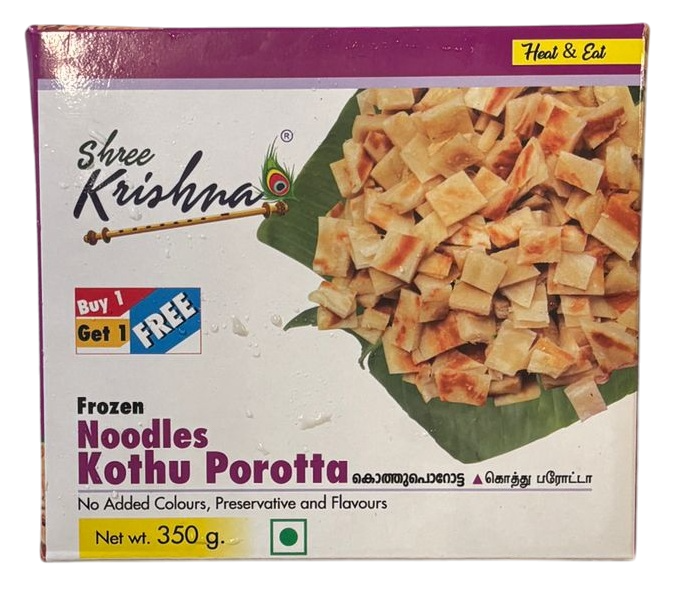 Heat & Eat
Shree
Krishna ®
Buy 1
Get 1 FREE
Frozen
Noodles
Kothu Porotta കൊത്തുപൊറോട്ട ▲கொத்து பரோட்டா
No Added Colours, Preservative and Flavours
Net wt. 350 g.